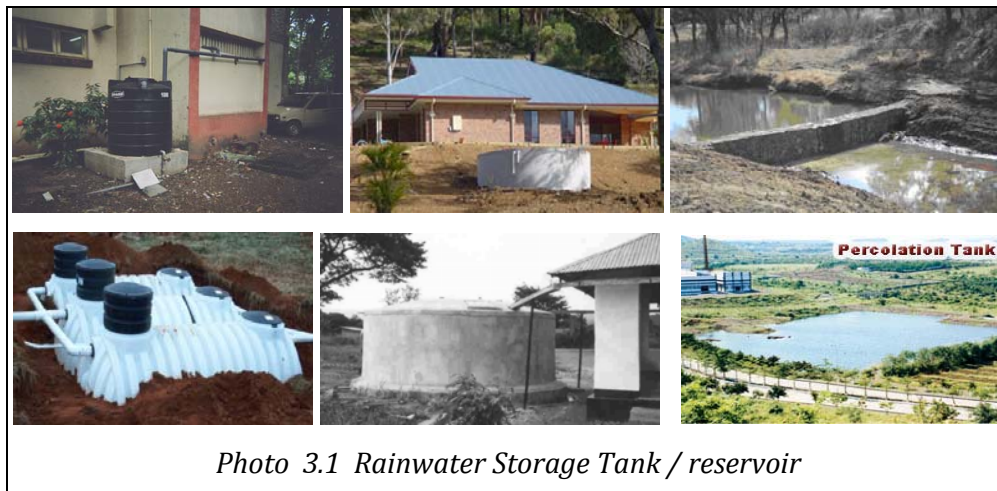 Percolation Tank
Photo 3.1 Rainwater Storage Tank / reservoir